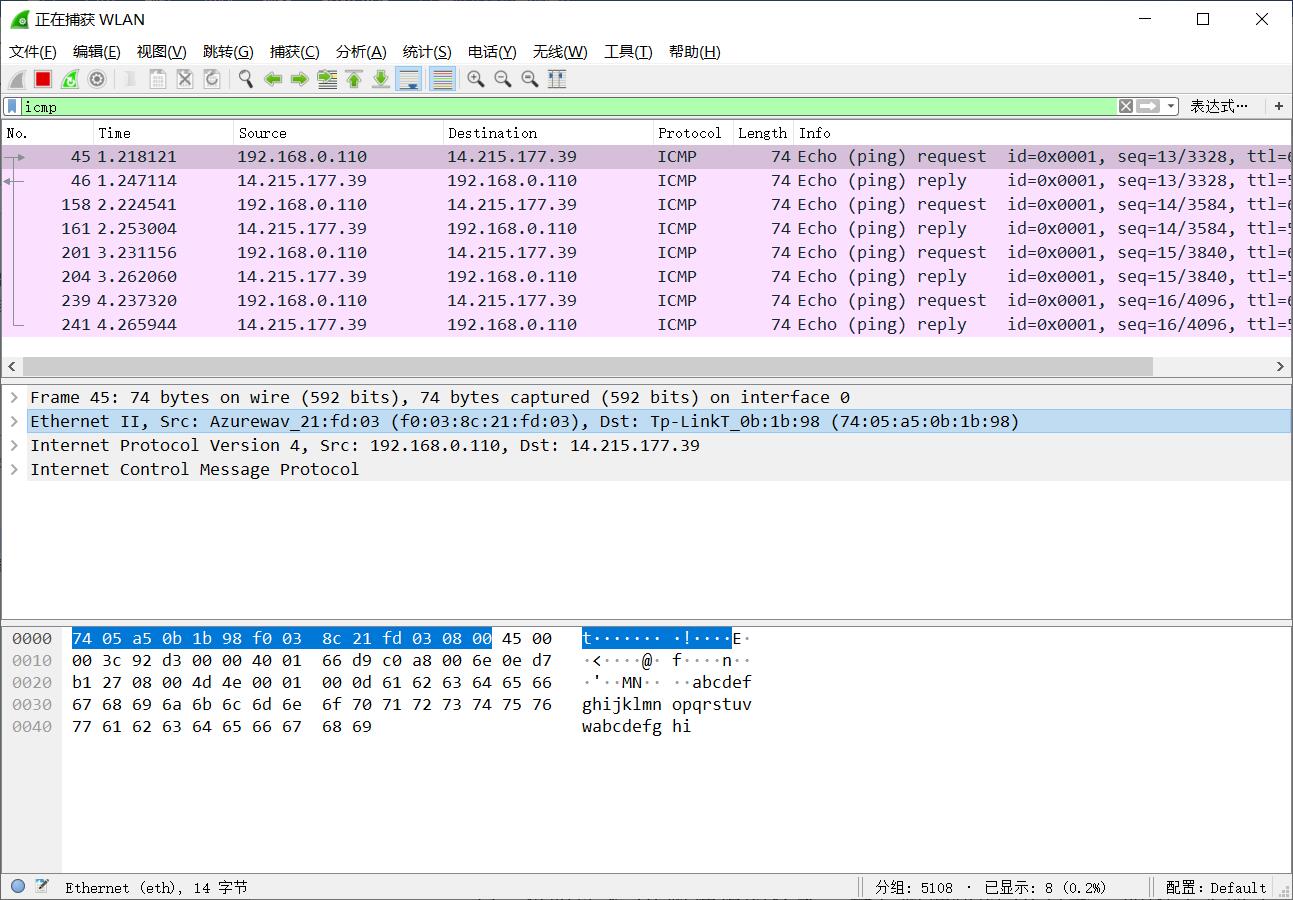 正在捕获 WLAN
文件(F) 编辑(E) 视图(V) 跳转(G) 捕获(C) 分析(A) 统计(S) 电话(Y) 无线(W) 工具(T) 帮助(H)
icmp 表达式… +
No. Time Source Destination Protocol Length Info
45 1.218121 192.168.0.110 14.215.177.39 ICMP 74 Echo (ping) request id=0x0001, seq=13/3328, ttl=6
46 1.247114 14.215.177.39 192.168.0.110 ICMP 74 Echo (ping) reply id=0x0001, seq=13/3328, ttl=5
158 2.224541 192.168.0.110 14.215.177.39 ICMP 74 Echo (ping) request id=0x0001, seq=14/3584, ttl=6
161 2.253004 14.215.177.39 192.168.0.110 ICMP 74 Echo (ping) reply id=0x0001, seq=14/3584, ttl=5
201 3.231156 192.168.0.110 14.215.177.39 ICMP 74 Echo (ping) request id=0x0001, seq=15/3840, ttl=6
204 3.262060 14.215.177.39 192.168.0.110 ICMP 74 Echo (ping) reply id=0x0001, seq=15/3840, ttl=5
239 4.237320 192.168.0.110 14.215.177.39 ICMP 74 Echo (ping) request id=0x0001, seq=16/4096, ttl=6
241 4.265944 14.215.177.39 192.168.0.110 ICMP 74 Echo (ping) reply id=0x0001, seq=16/4096, ttl=5
Frame 45: 74 bytes on wire (592 bits), 74 bytes captured (592 bits) on interface 0
Ethernet II, Src: Azurewav_21:fd:03 (f0:03:8c:21:fd:03), Dst: Tp-LinkT_0b:1b:98 (74:05:a5:0b:1b:98)
Internet Protocol Version 4, Src: 192.168.0.110, Dst: 14.215.177.39
Internet Control Message Protocol
0000 74 05 a5 0b 1b 98 f0 03 8c 21 fd 03 08 00 45 00 t······· ·!····E·
0010 00 3c 92 d3 00 00 40 01 66 d9 c0 a8 00 6e 0e d7 ·<····@· f····n··
0020 b1 27 08 00 4d 4e 00 01 00 0d 61 62 63 64 65 66 ·'··MN·· ··abcdef
0030 67 68 69 6a 6b 6c 6d 6e 6f 70 71 72 73 74 75 76 ghijklmn opqrstuv
0040 77 61 62 63 64 65 66 67 68 69 wabcdefg hi
Ethernet (eth), 14 字节 分组: 5108 · 已显示: 8 (0.2%) 配置: Default